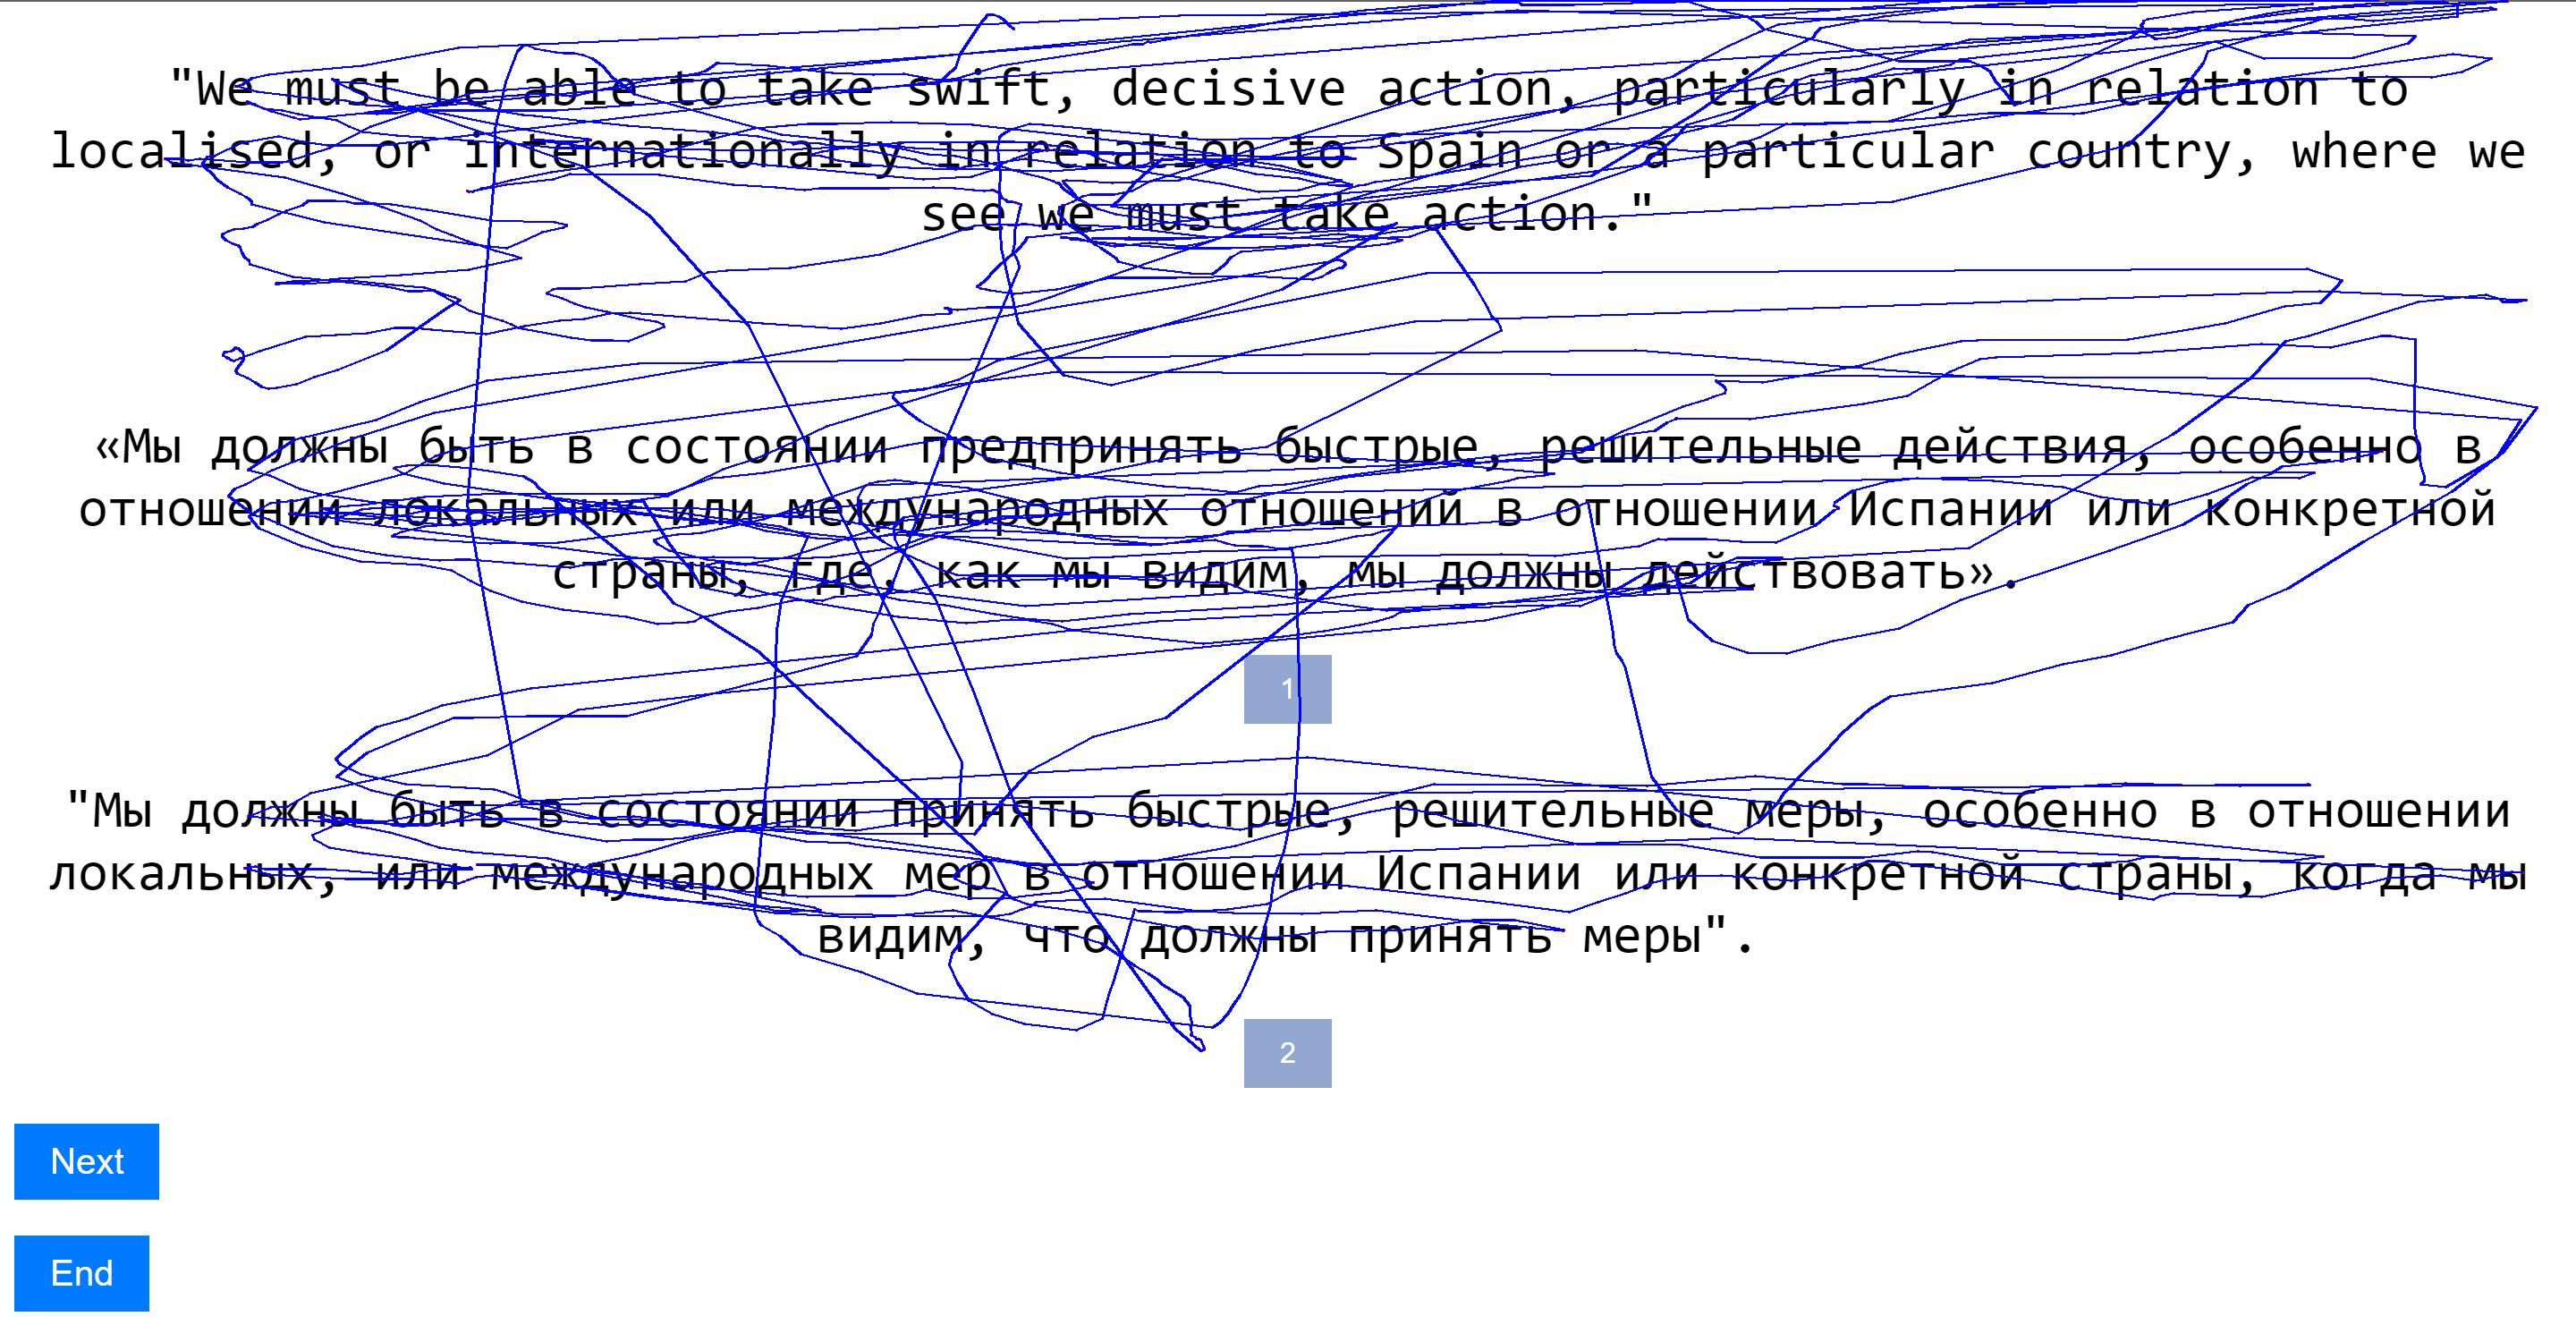 "We must be able to take swift, decisive action, particularly in relation to
localised, or internationally in relation to Spain or a particular country, where we
see we must take action."
«Мы должны быть в состоянии предпринять быстрые, решительные действия, особенно в
отношении локальных или международных отношений в отношении Испании или конкретной
страны, где, как мы видим, мы должны действовать».
1
"Мы должны быть в состоянии принять быстрые, решительные меры, особенно в отношении
локальных, или международных мер в отношении Испании или конкретной страны, когда мы
видим, что должны принять меры".
2
Next
End